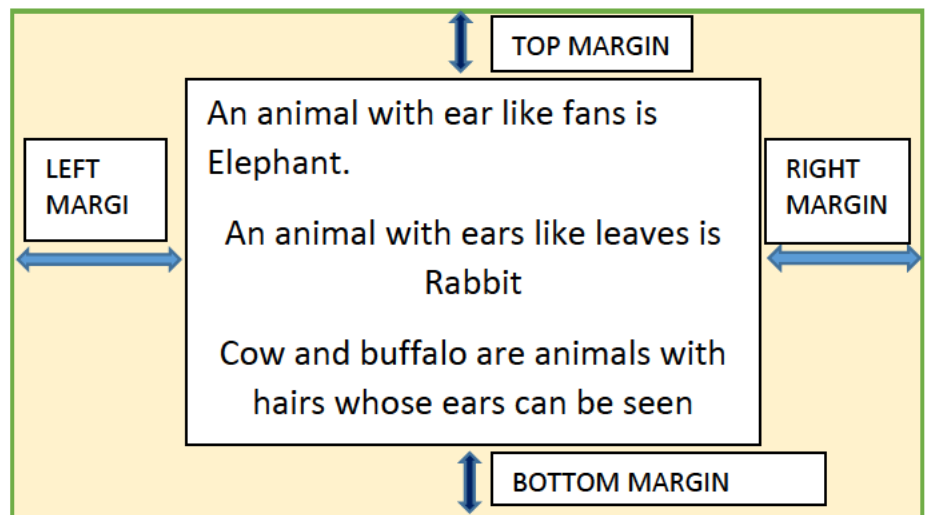 TOP MARGIN
An animal with ear like fans is
Elephant.
LEFT
MARGI
RIGHT
MARGIN
An animal with ears like leaves is
Rabbit
Cow and buffalo are animals with
hairs whose ears can be seen
BOTTOM MARGIN